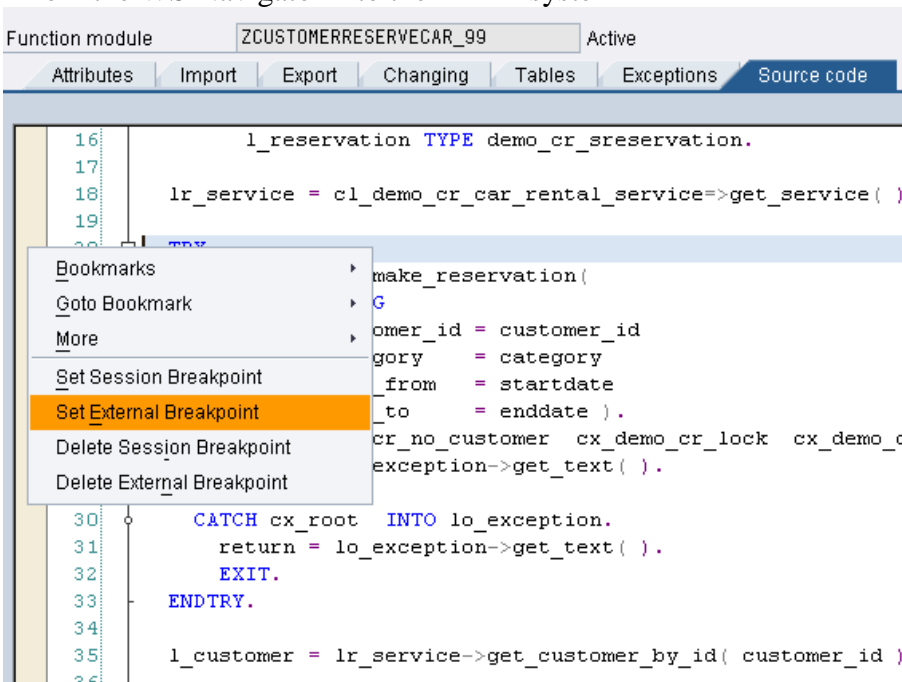 Function module ZCUSTOMERRESERVECAR_99 Active
Attributes Import Export Changing Tables Exceptions Source code
16 l_reservation TYPE demo_cr_sreservation.
17
18 lr_service = cl_demo_cr_car_rental_service=>get_service( )
19
TRY
Bookmarks make_reservation(
Goto Bookmark G
More omer_id = customer_id
gory = category
Set Session Breakpoint _from = startdate
Set External Breakpoint _to = enddate ).
Delete Session Breakpoint cr_no_customer cx_demo_cr_lock cx_demo_
Delete External Breakpoint exception->get_text( ).
30 CATCH cx_root INTO lo_exception.
31 return = lo_exception->get_text( ).
32 EXIT.
33 ENDTRY.
34
35 l_customer = lr_service->get_customer_by_id( customer_id )